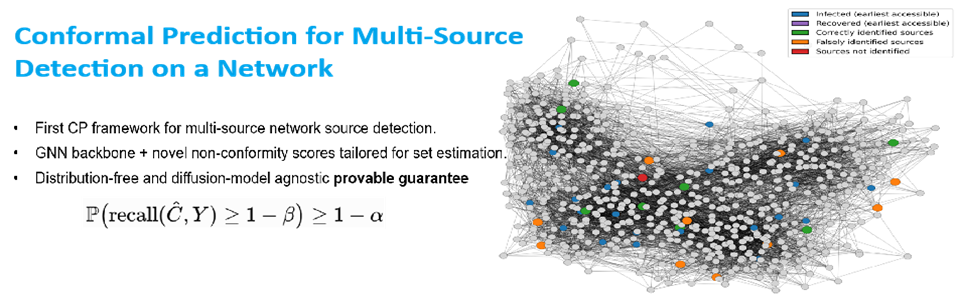 Conformal Prediction for Multi-Source
Detection on a Network
• First CP framework for multi-source network source detection.
• GNN backbone + novel non-conformity scores tailored for set estimation.
• Distribution-free and diffusion-model agnostic provable guarantee
ℙ(recall(Ĉ, Y) ≥ 1 − β) ≥ 1 − α
Infected (earliest accessible)
Recovered (earliest accessible)
Correctly identified sources
Falsely identified sources
Sources not identified